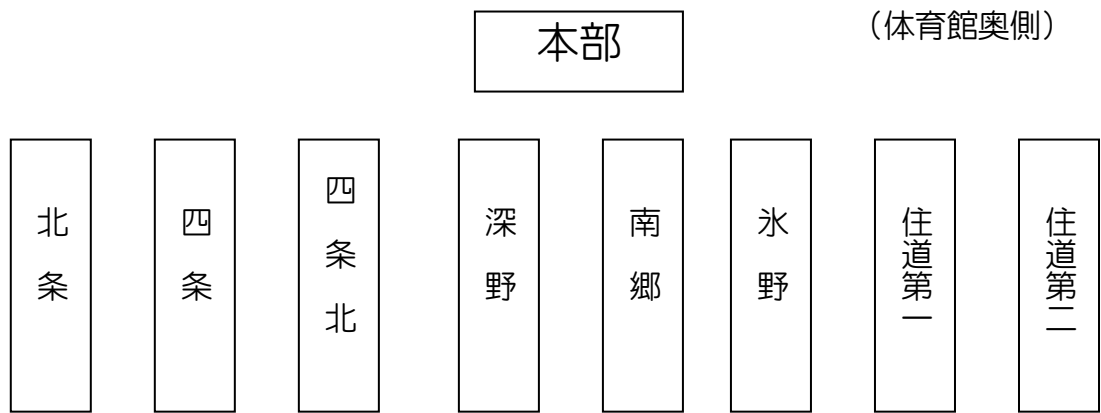 本部
（体育館奥側）
北条
四条
四条北
深野
南郷
氷野
住道第一
住道第二